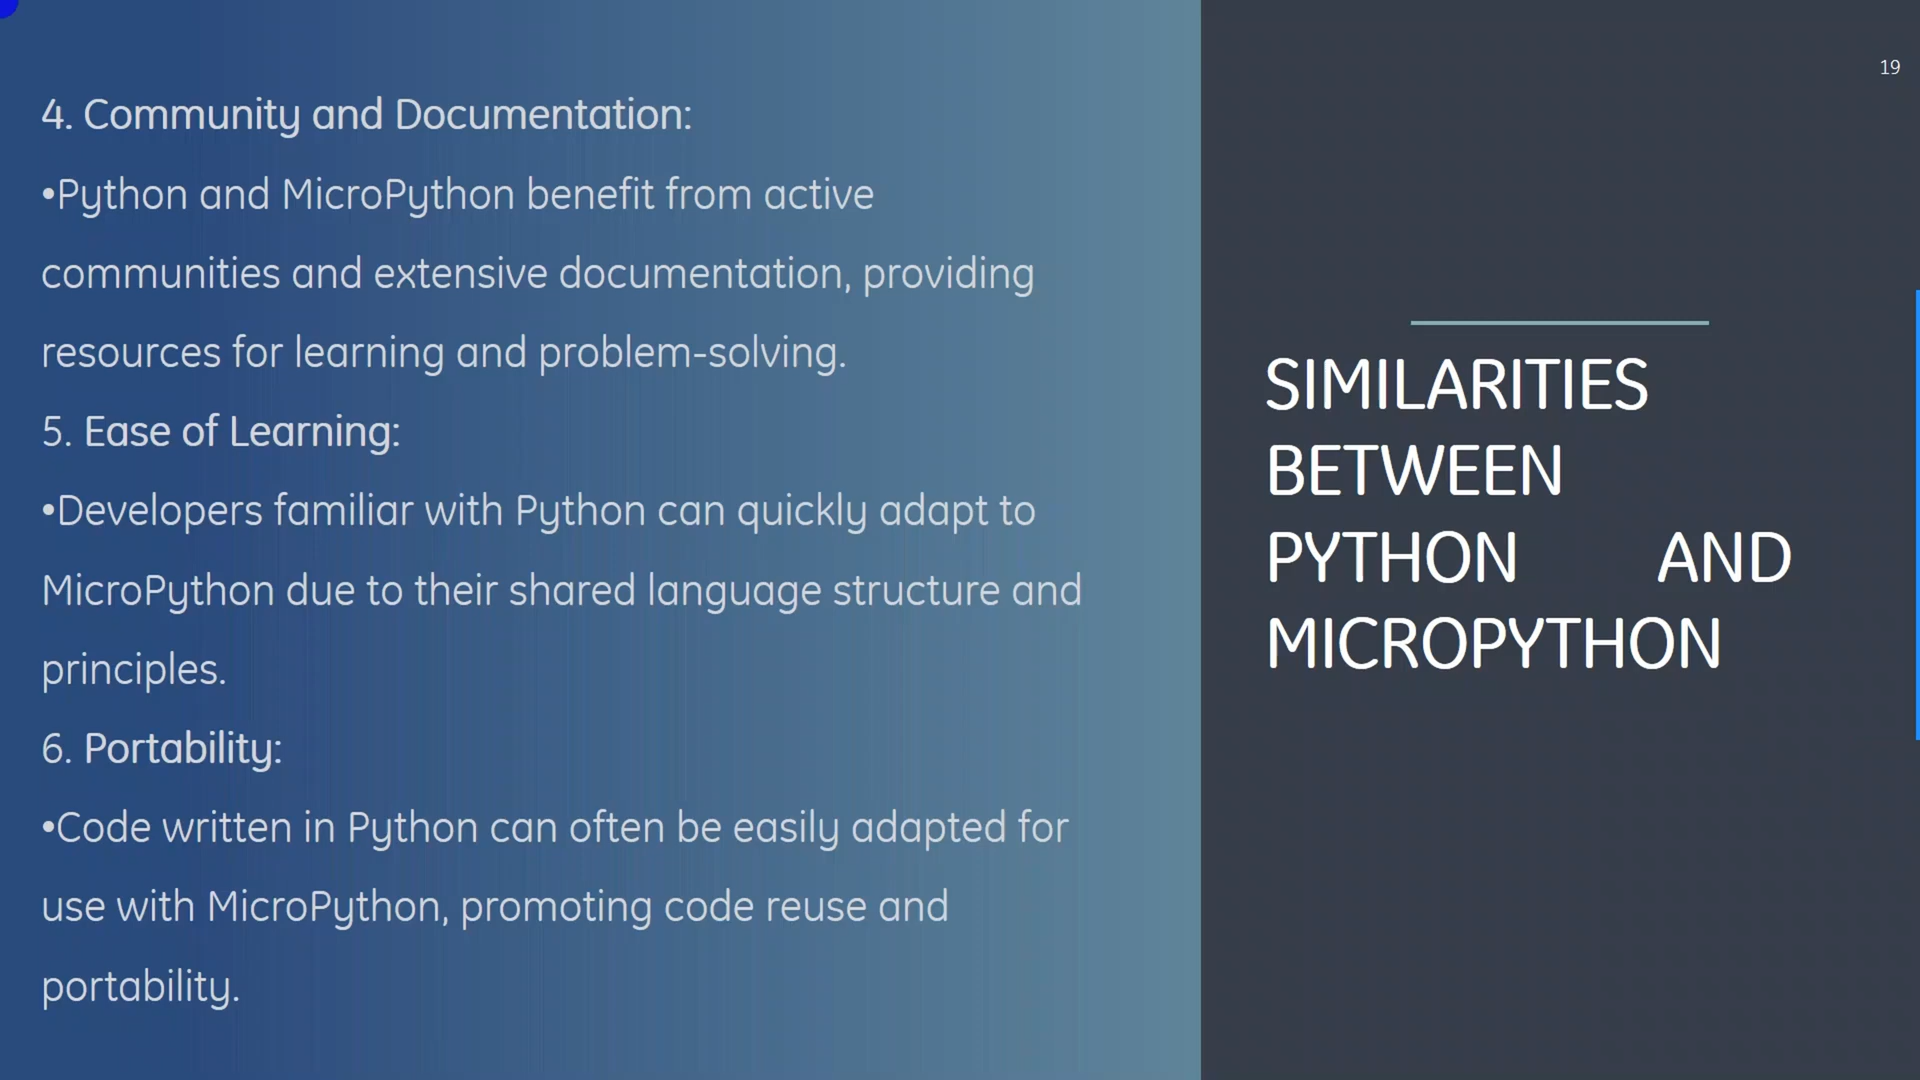 4. Community and Documentation:
•Python and MicroPython benefit from active
communities and extensive documentation, providing
resources for learning and problem-solving.
5. Ease of Learning:
•Developers familiar with Python can quickly adapt to
MicroPython due to their shared language structure and
principles.
6. Portability:
•Code written in Python can often be easily adapted for
use with MicroPython, promoting code reuse and
portability.
19
SIMILARITIES
BETWEEN
PYTHON AND
MICROPYTHON